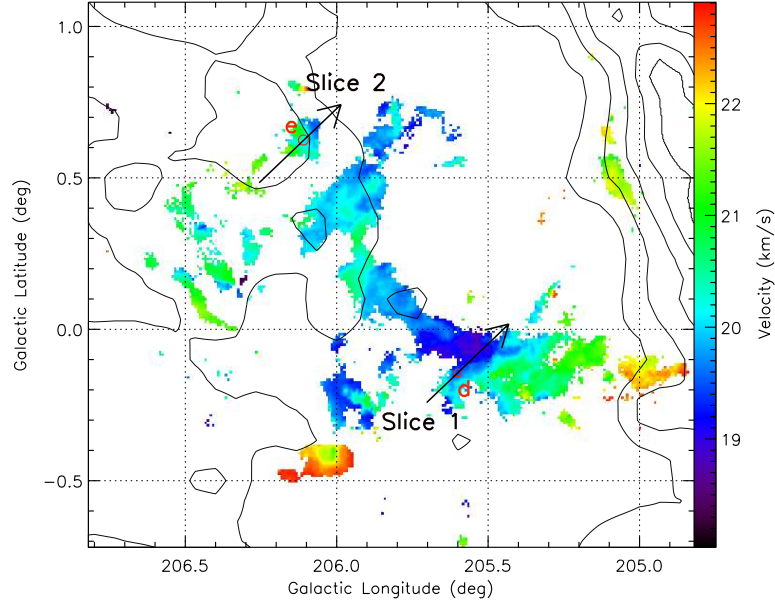 1.0
0.5
0.0
−0.5
Galactic Latitude (deg)
206.5
206.0
205.5
205.0
Galactic Longitude (deg)
Slice 2
e
d
Slice 1
22
21
20
19
Velocity (km/s)